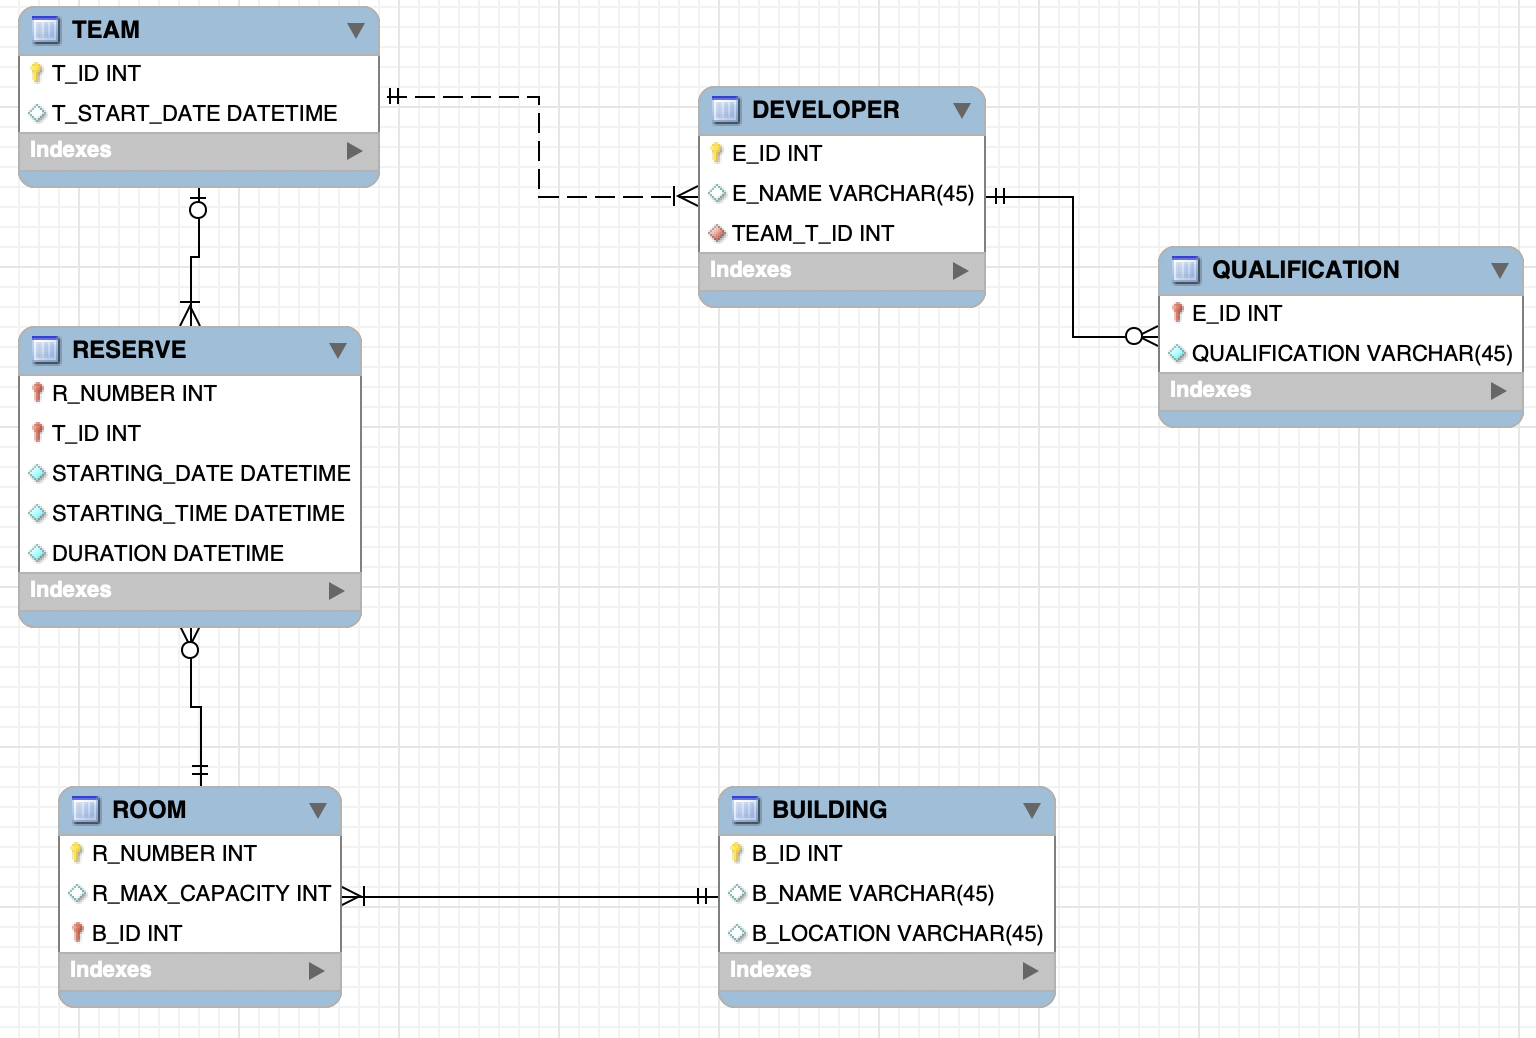 TEAM
T_ID INT
T_START_DATE DATETIME
Indexes
DEVELOPER
E_ID INT
E_NAME VARCHAR(45)
TEAM_T_ID INT
Indexes
QUALIFICATION
E_ID INT
QUALIFICATION VARCHAR(45)
Indexes
RESERVE
R_NUMBER INT
T_ID INT
STARTING_DATE DATETIME
STARTING_TIME DATETIME
DURATION DATETIME
Indexes
ROOM
R_NUMBER INT
R_MAX_CAPACITY INT
B_ID INT
Indexes
BUILDING
B_ID INT
B_NAME VARCHAR(45)
B_LOCATION VARCHAR(45)
Indexes